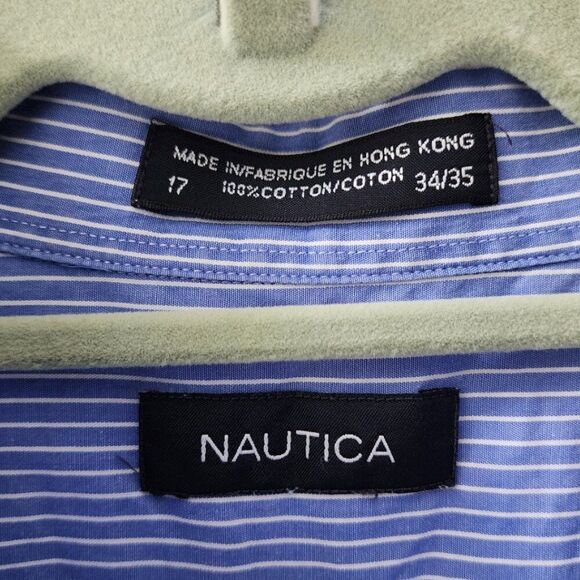 MADE IN/FABRIQUE EN HONG KONG
17 100% COTTON/COTON 34/35
NAUTICA